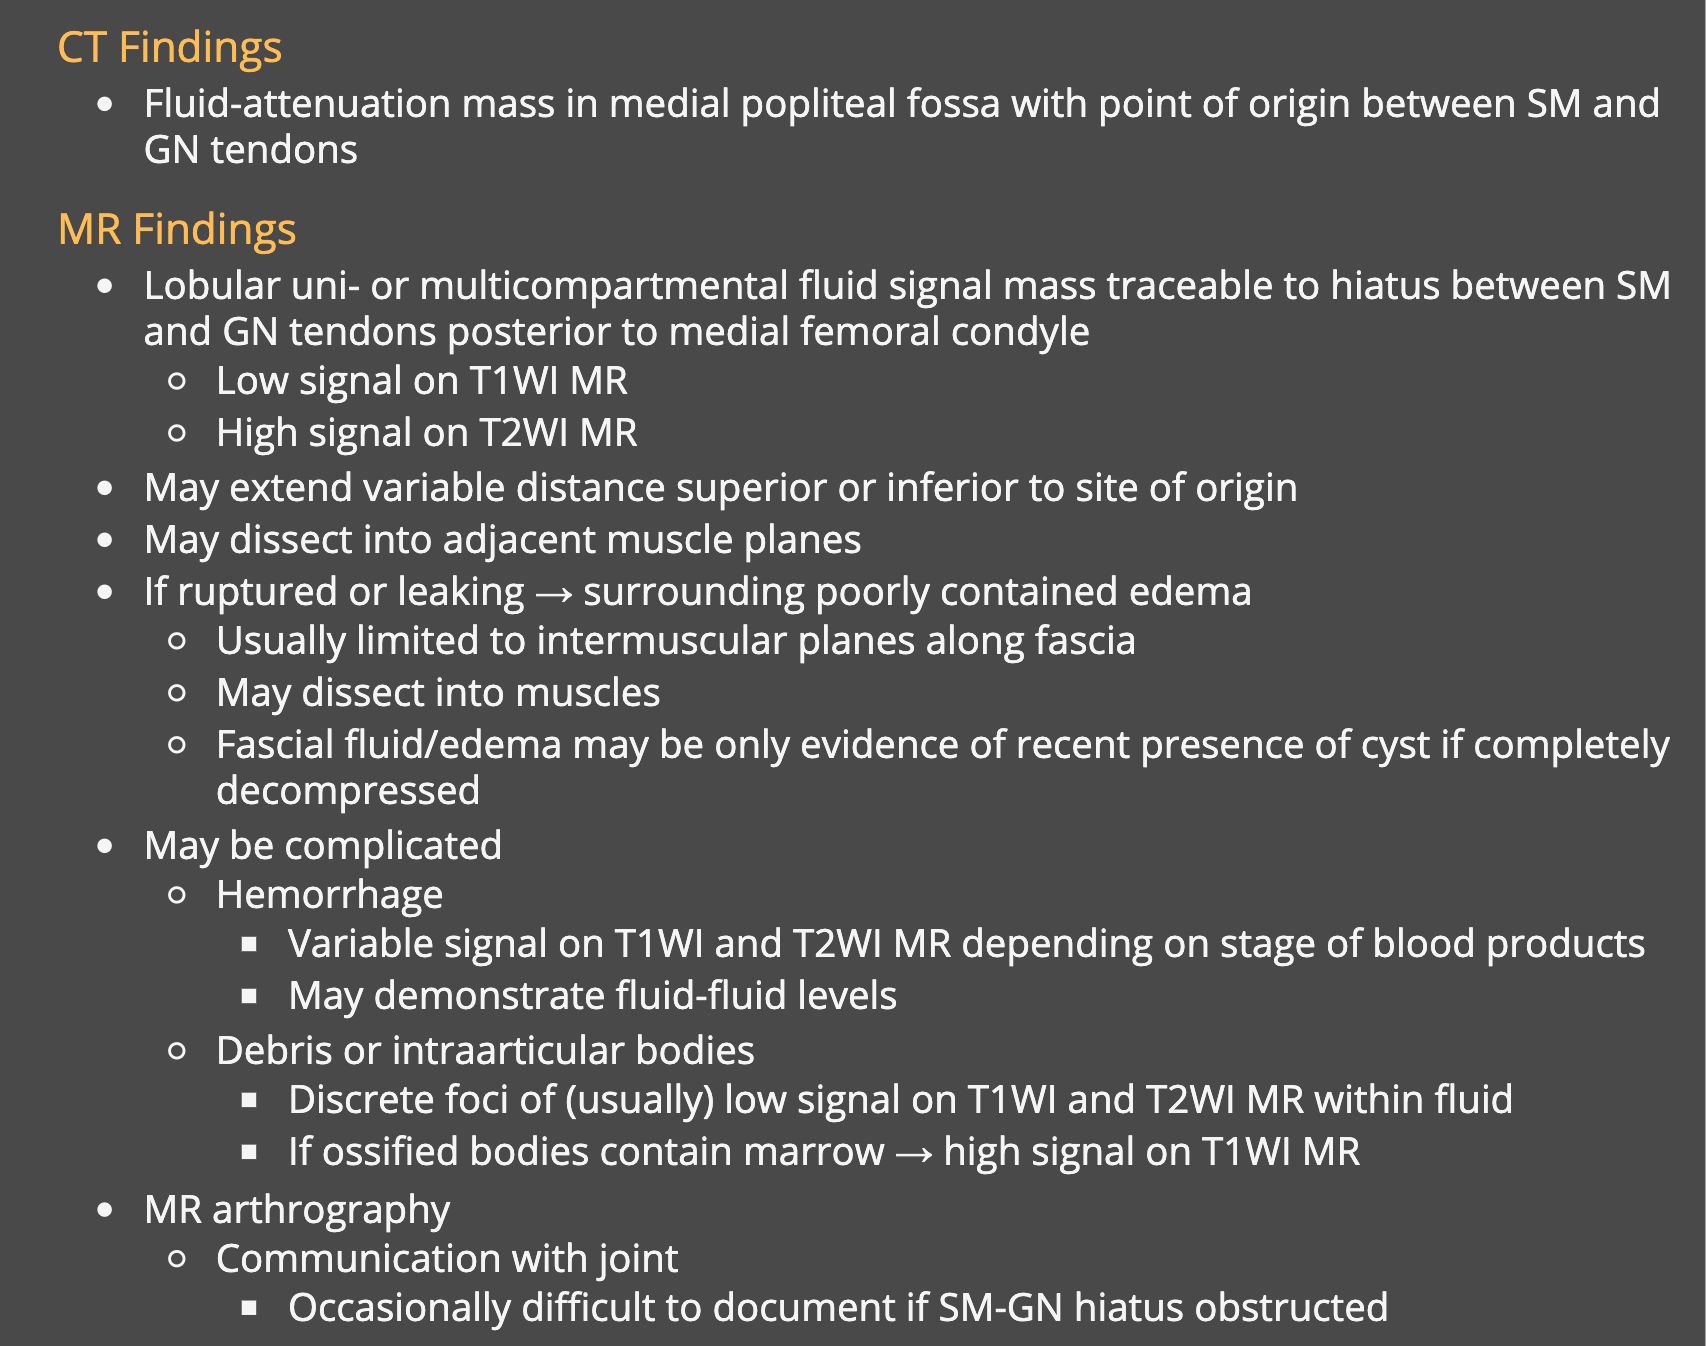 CT Findings
• Fluid-attenuation mass in medial popliteal fossa with point of origin between SM and
GN tendons
MR Findings
• Lobular uni- or multicompartmental fluid signal mass traceable to hiatus between SM
and GN tendons posterior to medial femoral condyle
○ Low signal on T1WI MR
○ High signal on T2WI MR
• May extend variable distance superior or inferior to site of origin
• May dissect into adjacent muscle planes
• If ruptured or leaking → surrounding poorly contained edema
○ Usually limited to intermuscular planes along fascia
○ May dissect into muscles
○ Fascial fluid/edema may be only evidence of recent presence of cyst if completely
decompressed
• May be complicated
○ Hemorrhage
▪ Variable signal on T1WI and T2WI MR depending on stage of blood products
▪ May demonstrate fluid-fluid levels
○ Debris or intraarticular bodies
▪ Discrete foci of (usually) low signal on T1WI and T2WI MR within fluid
▪ If ossified bodies contain marrow → high signal on T1WI MR
• MR arthrography
○ Communication with joint
▪ Occasionally difficult to document if SM-GN hiatus obstructed